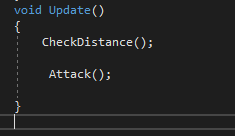 void Update()
{
CheckDistance();
Attack();
}